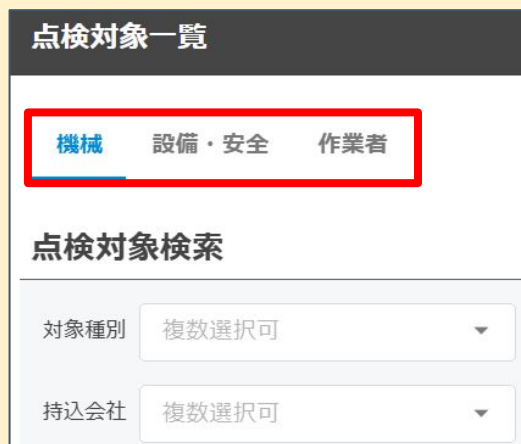 点検対象一覧
機械 設備・安全 作業者
点検対象検索
対象種別 複数選択可
持込会社 複数選択可